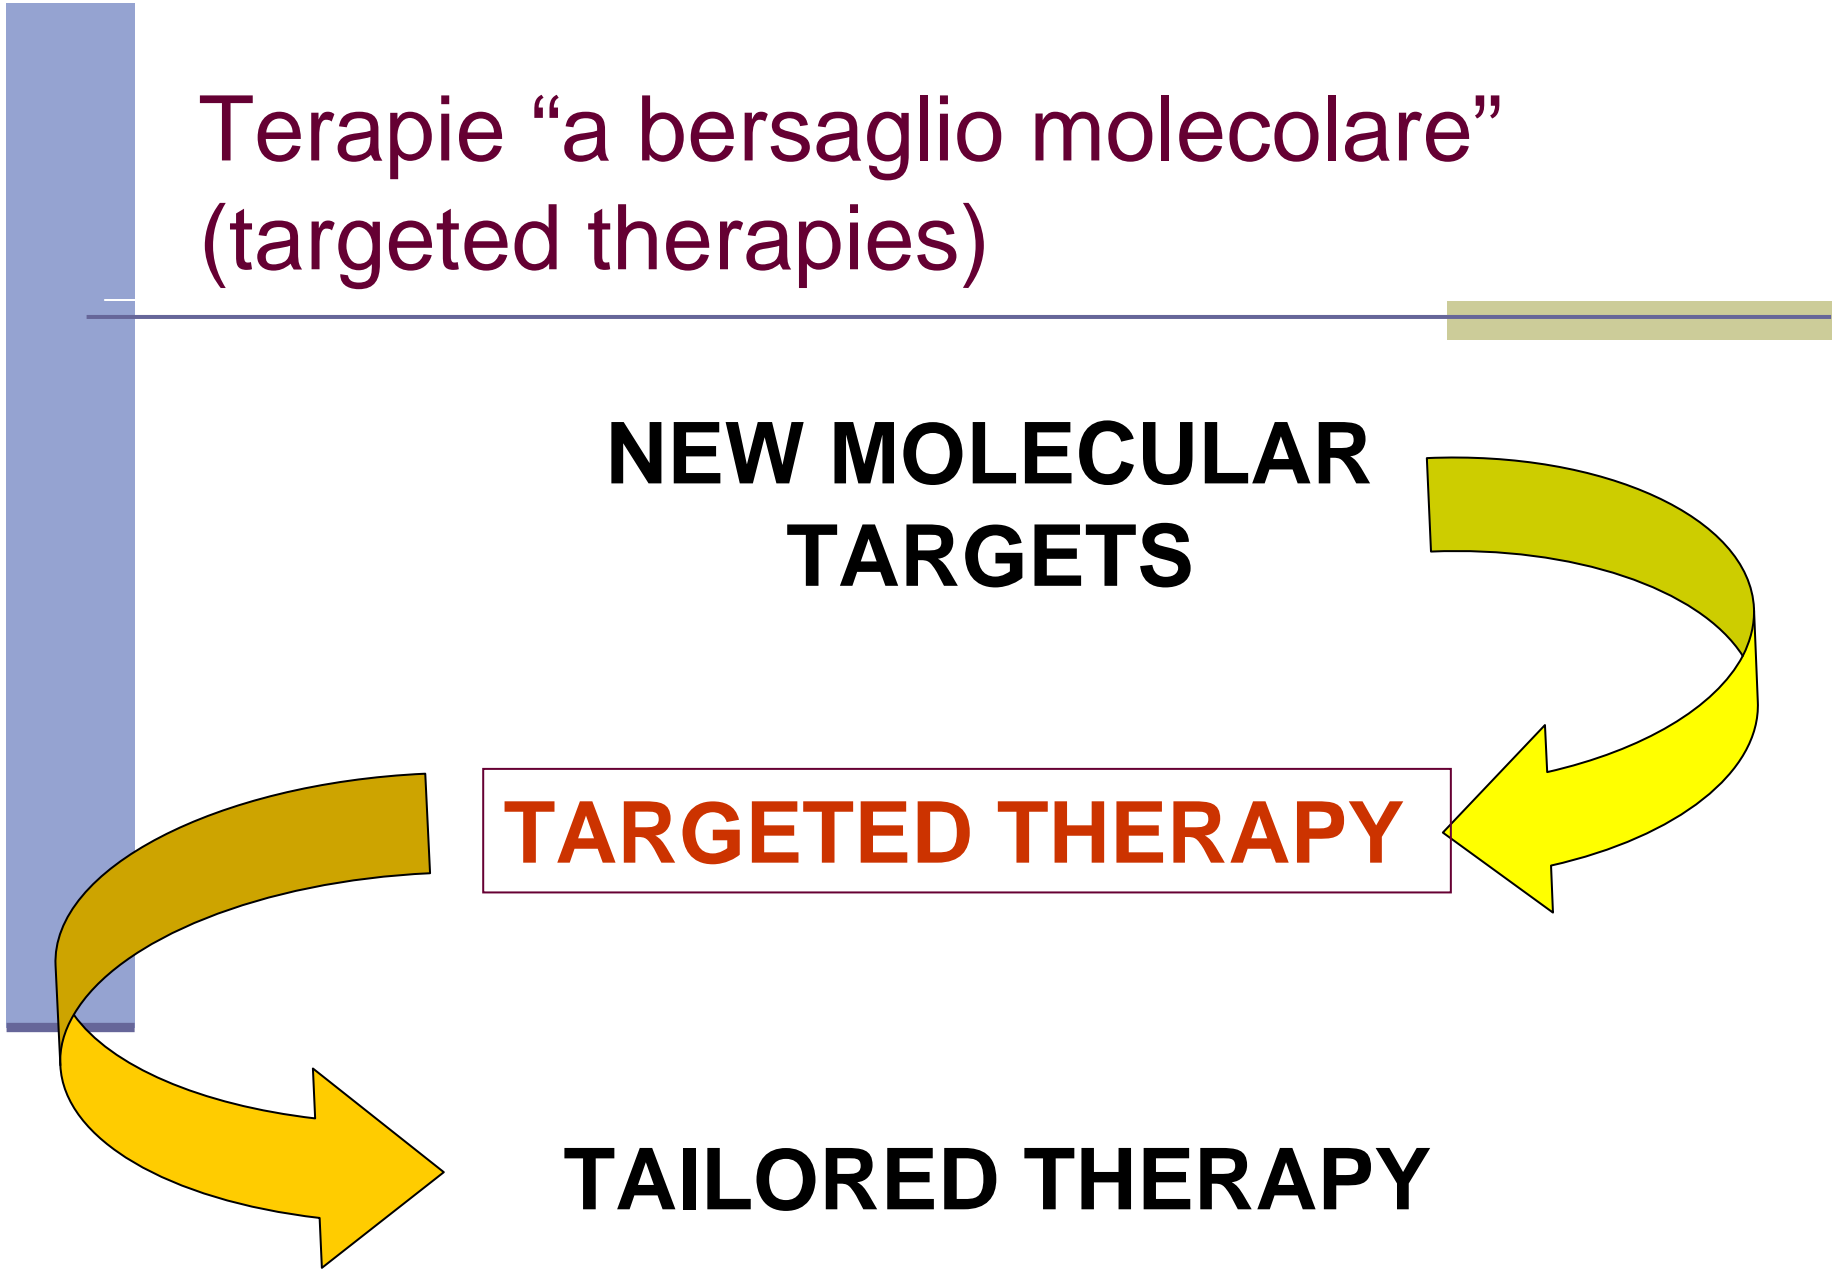 Terapie “a bersaglio molecolare”
(targeted therapies)
NEW MOLECULAR
TARGETS
TARGETED THERAPY
TAILORED THERAPY